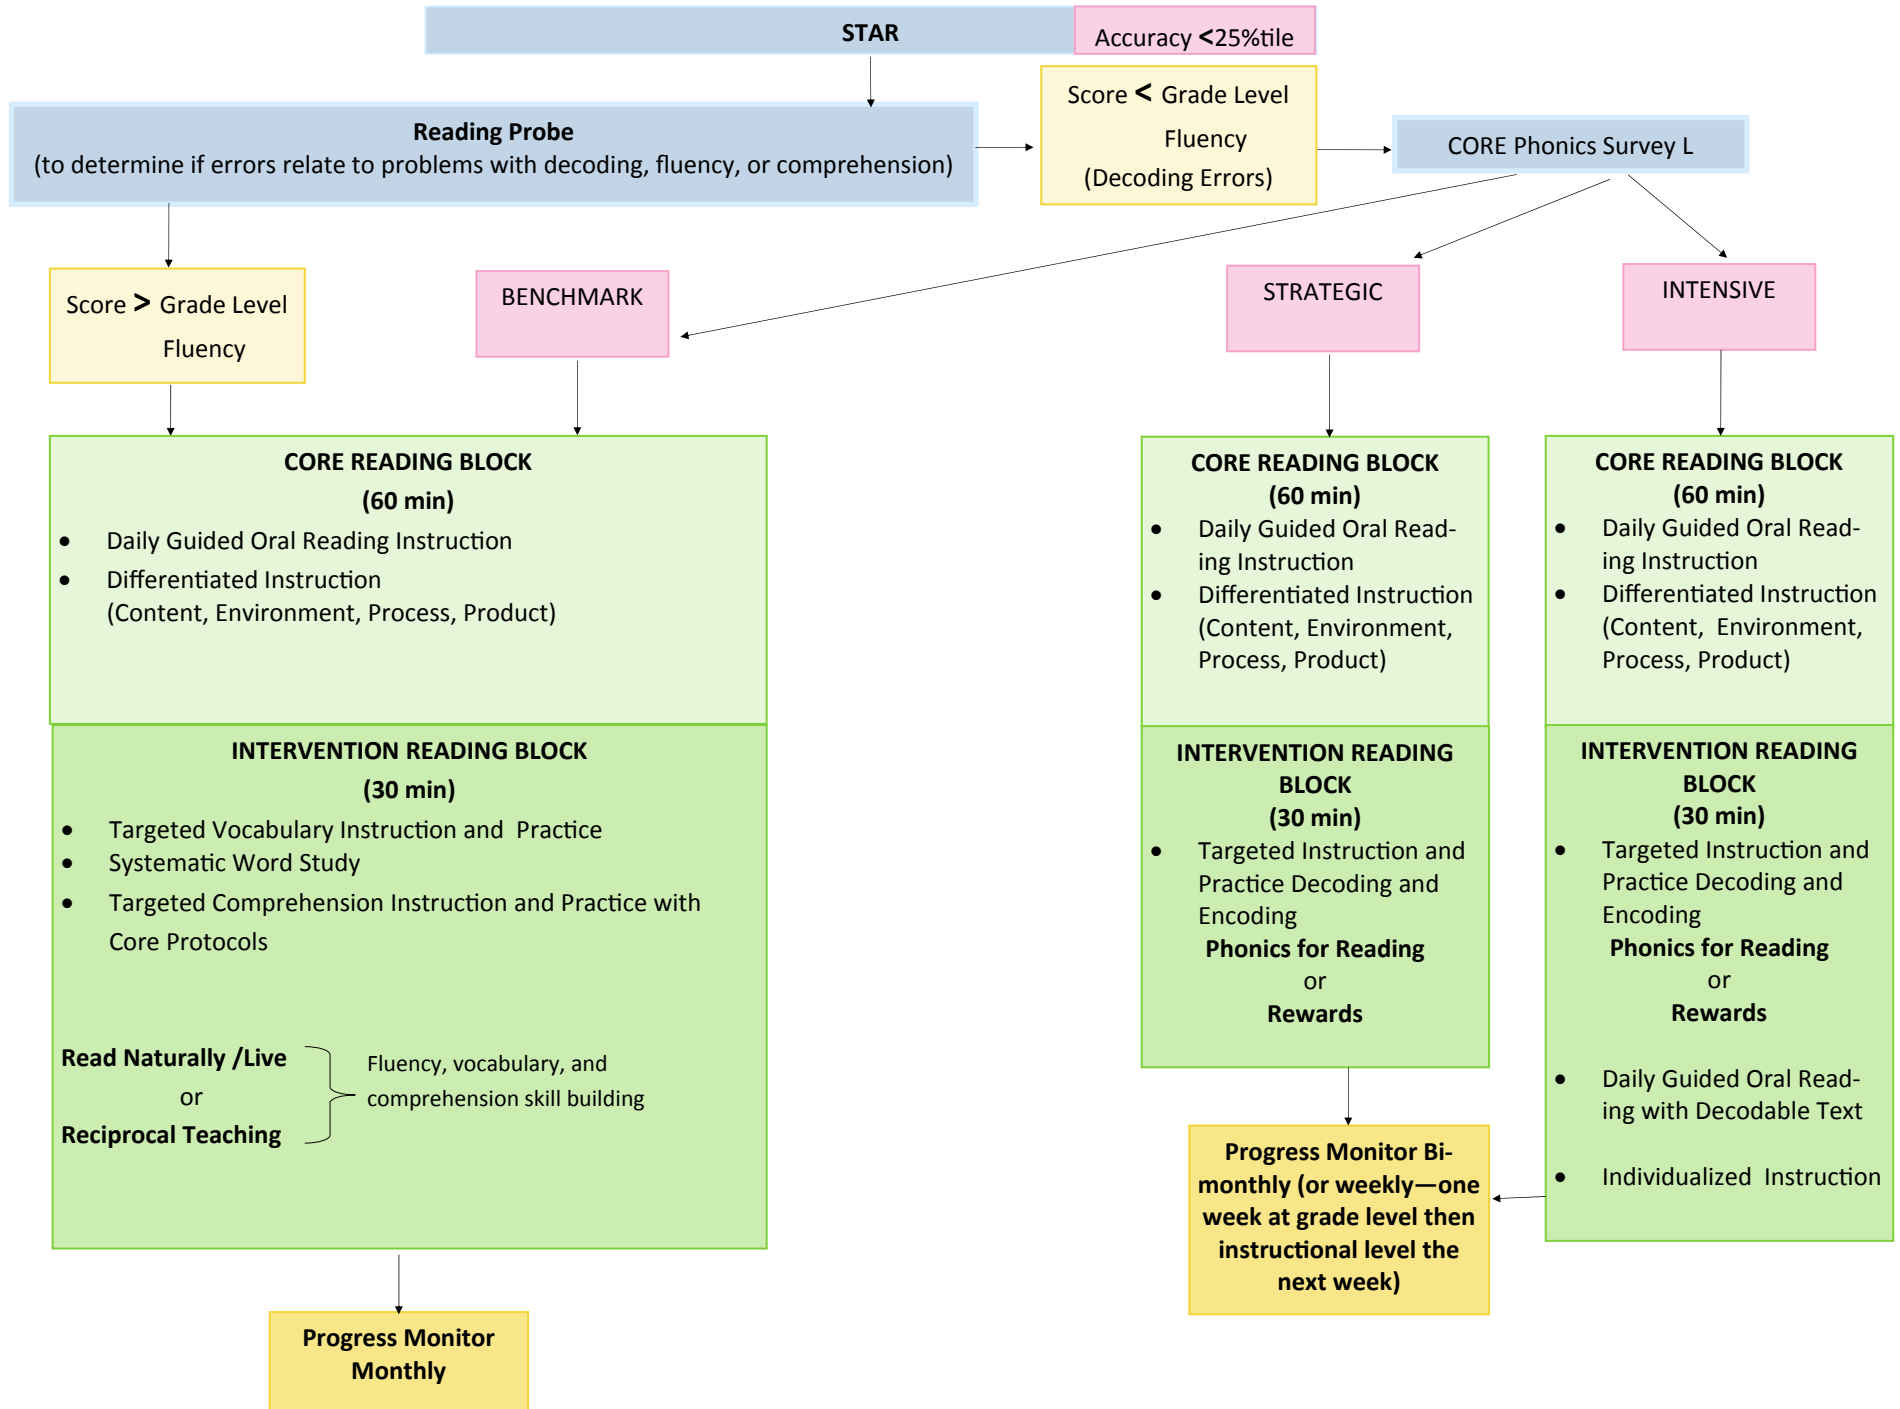 STAR
Accuracy <25%tile
Score < Grade Level
Fluency
(Decoding Errors)
Reading Probe
(to determine if errors relate to problems with decoding, fluency, or comprehension)
CORE Phonics Survey L
Score > Grade Level
Fluency
BENCHMARK
STRATEGIC
INTENSIVE
CORE READING BLOCK
(60 min)
• Daily Guided Oral Reading Instruction
• Differentiated Instruction
(Content, Environment, Process, Product)
INTERVENTION READING BLOCK
(30 min)
• Targeted Vocabulary Instruction and  Practice
• Systematic Word Study
• Targeted Comprehension Instruction and Practice with
Core Protocols
Read Naturally /Live
or
Reciprocal Teaching
Fluency, vocabulary, and
comprehension skill building
Progress Monitor
Monthly
CORE READING BLOCK
(60 min)
• Daily Guided Oral Read-
ing Instruction
• Differentiated Instruction
(Content, Environment,
Process, Product)
INTERVENTION READING
BLOCK
(30 min)
• Targeted Instruction and
Practice Decoding and
Encoding
Phonics for Reading
or
Rewards
Progress Monitor Bi-
monthly (or weekly—one
week at grade level then
instructional level the
next week)
CORE READING BLOCK
(60 min)
• Daily Guided Oral Read-
ing Instruction
• Differentiated Instruction
(Content,  Environment,
Process, Product)
INTERVENTION READING
BLOCK
(30 min)
• Targeted Instruction and
Practice Decoding and
Encoding
Phonics for Reading
or
Rewards
• Daily Guided Oral Read-
ing with Decodable Text
• Individualized  Instruction